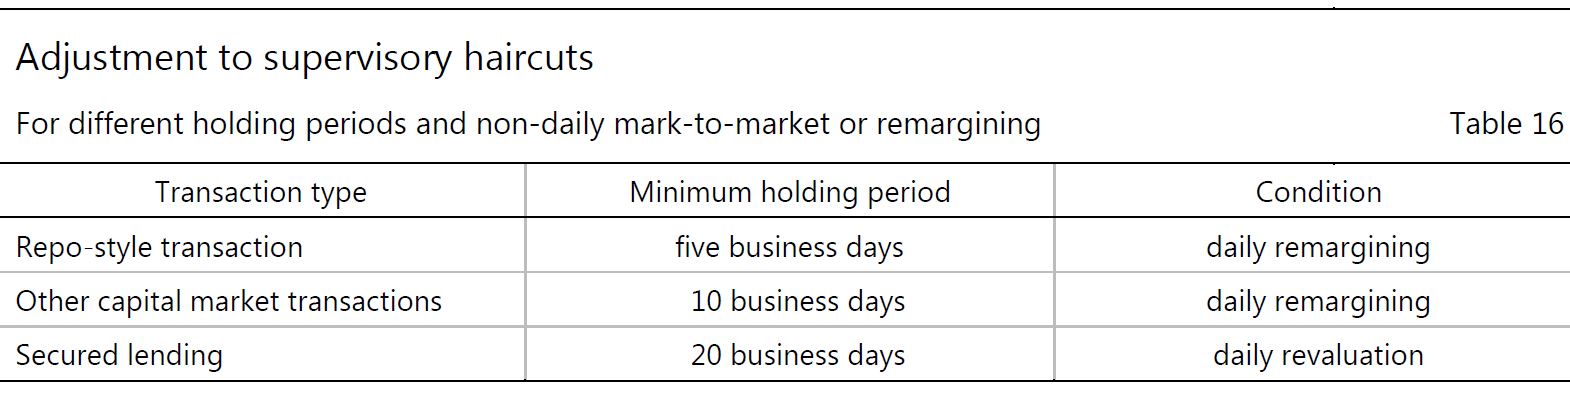 Adjustment to supervisory haircuts
For different holding periods and non-daily mark-to-market or remargining Table 16
Transaction type Minimum holding period Condition
Repo-style transaction five business days daily remargining
Other capital market transactions 10 business days daily remargining
Secured lending 20 business days daily revaluation